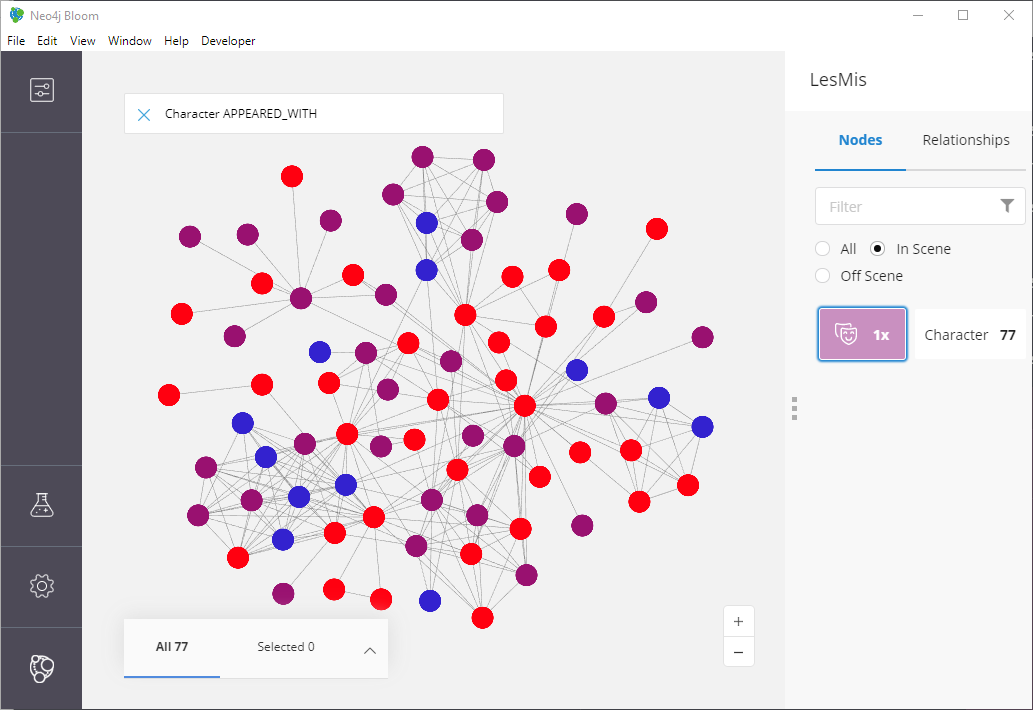 Neo4j Bloom
File Edit View Window Help Developer
LesMis
Character APPEARED_WITH
Nodes Relationships
Filter
All In Scene
Off Scene
1x Character 77
All 77 Selected 0